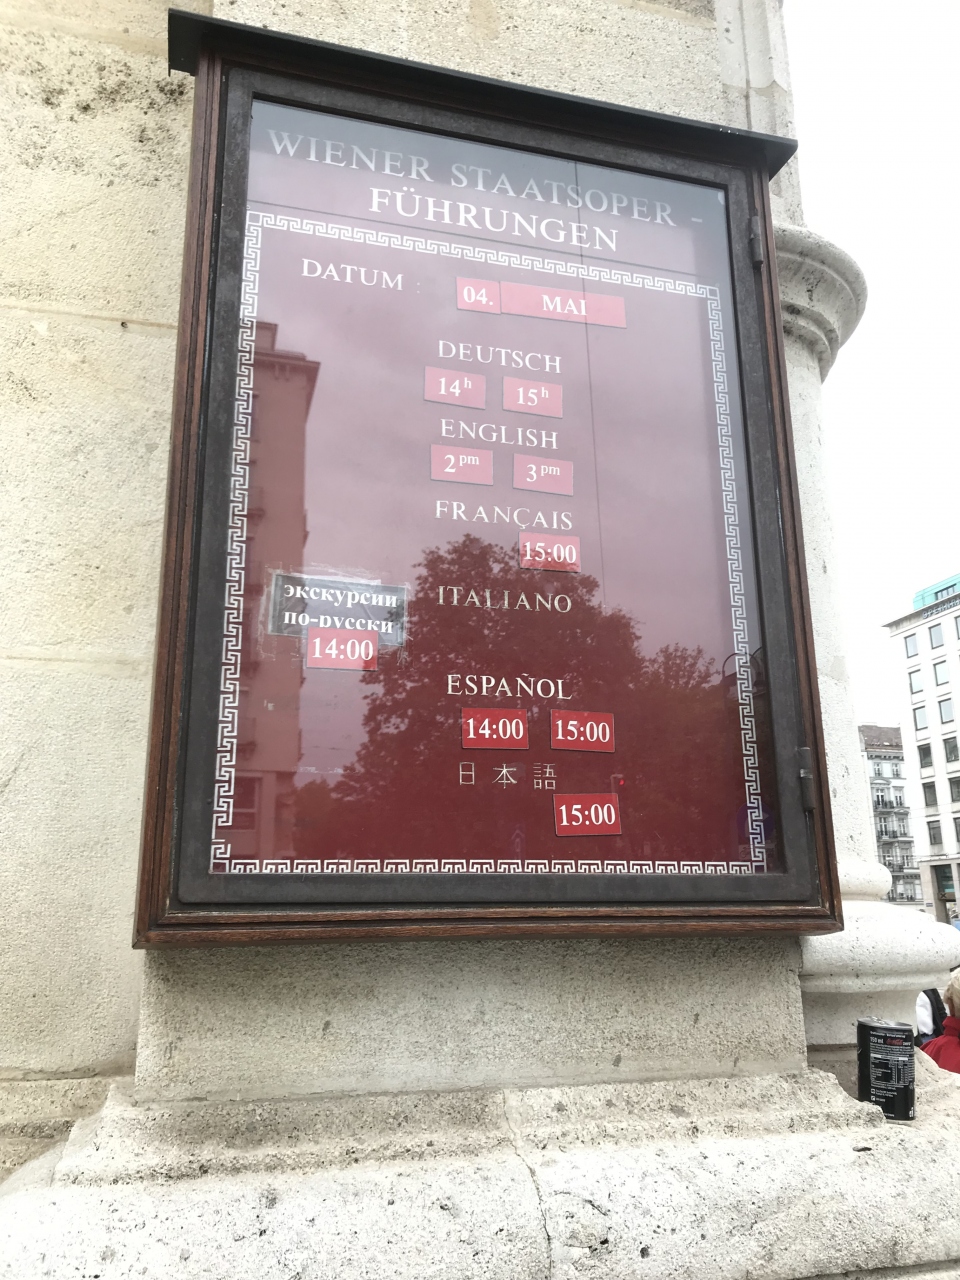 WIENER STAATSOPER -
FÜHRUNGEN
DATUM : 04. MAI
DEUTSCH
14h 15h
ENGLISH
2pm 3pm
FRANÇAIS
15:00
ITALIANO
экскурсии
по-русски
14:00
ESPAÑOL
14:00 15:00
日本語
15:00